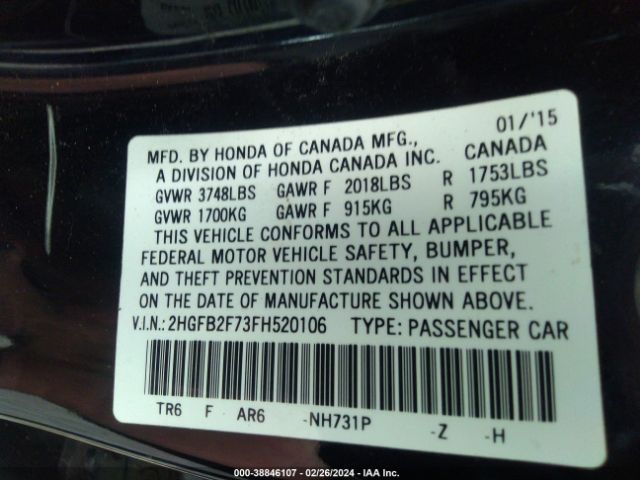 01/'15
MFD. BY HONDA OF CANADA MFG.,
A DIVISION OF HONDA CANADA INC. CANADA
GVWR 3748LBS GAWR F 2018LBS R 1753LBS
GVWR 1700KG GAWR F 915KG R 795KG
THIS VEHICLE CONFORMS TO ALL APPLICABLE
FEDERAL MOTOR VEHICLE SAFETY, BUMPER,
AND THEFT PREVENTION STANDARDS IN EFFECT
ON THE DATE OF MANUFACTURE SHOWN ABOVE.
V.I.N.: 2HGFB2F73FH520106 TYPE: PASSENGER CAR
TR6 F AR6 -NH731P -Z -H
000-38846107 - 02/26/2024 - IAA Inc.